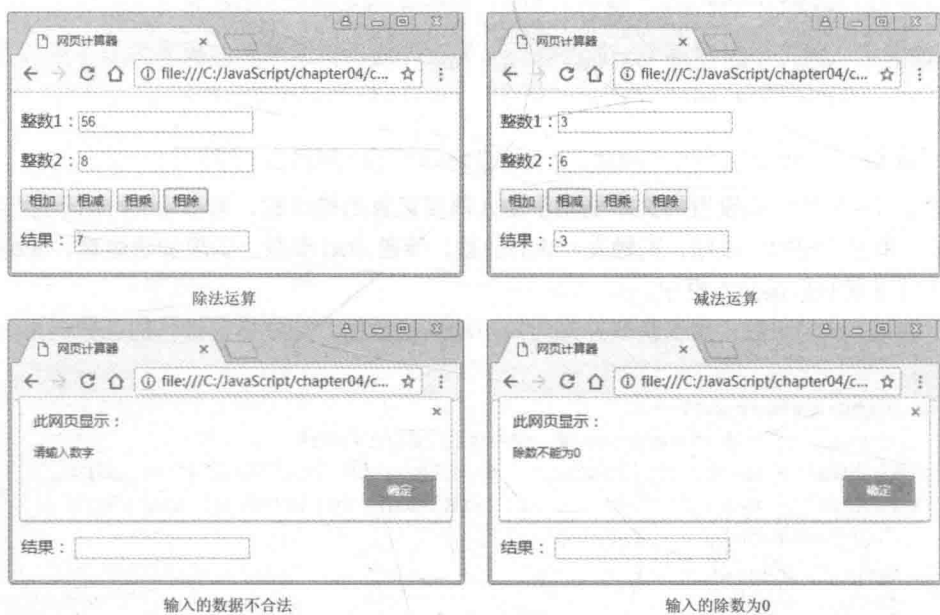 网页计算器 ×
file:///C:/JavaScript/chapter04/c...
整数1：56
整数2：8
相加 相减 相乘 相除
结果：7
除法运算
网页计算器 ×
file:///C:/JavaScript/chapter04/c...
整数1：3
整数2：6
相加 相减 相乘 相除
结果：-3
减法运算
网页计算器 ×
file:///C:/JavaScript/chapter04/c...
此网页显示： ×
请输入数字
确定
结果：
输入的数据不合法
网页计算器 ×
file:///C:/JavaScript/chapter04/c...
此网页显示： ×
除数不能为0
确定
结果：
输入的除数为0